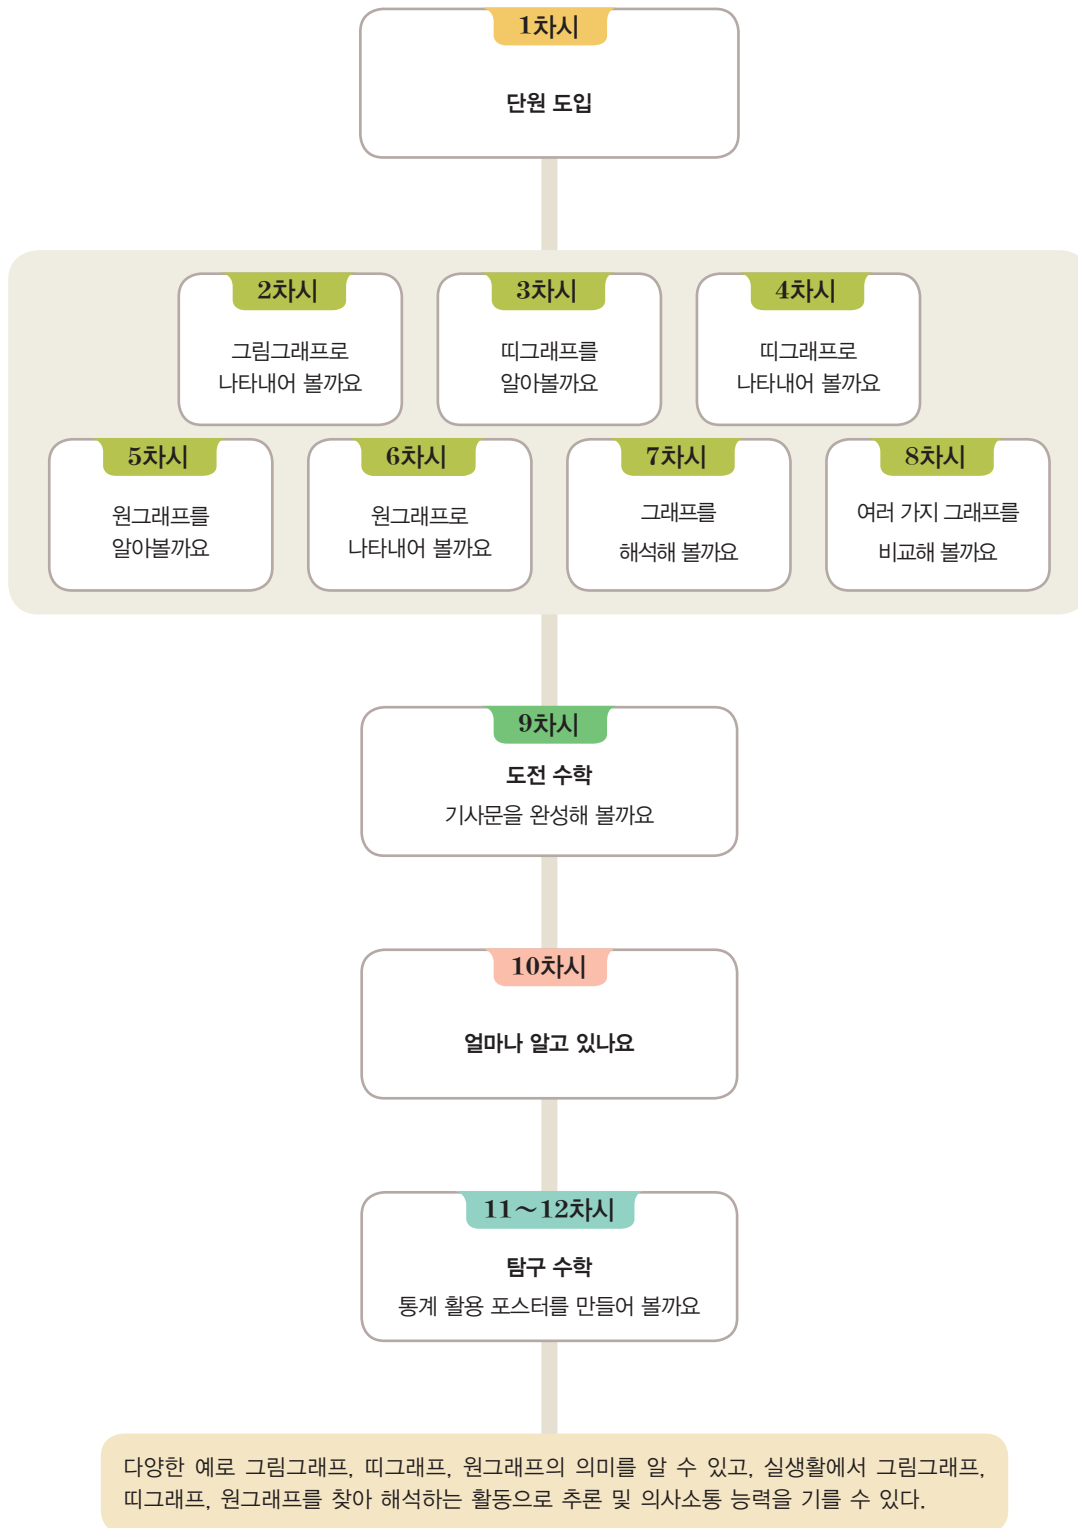 1차시
단원 도입
2차시
그림그래프로
나타내어 볼까요
3차시
띠그래프를
알아볼까요
4차시
띠그래프로
나타내어 볼까요
5차시
원그래프를
알아볼까요
6차시
원그래프로
나타내어 볼까요
7차시
그래프를
해석해 볼까요
8차시
여러 가지 그래프를
비교해 볼까요
9차시
도전 수학
기사문을 완성해 볼까요
10차시
얼마나 알고 있나요
11～12차시
탐구 수학
통계 활용 포스터를 만들어 볼까요
다양한 예로 그림그래프, 띠그래프, 원그래프의 의미를 알 수 있고, 실생활에서 그림그래프,
띠그래프, 원그래프를 찾아 해석하는 활동으로 추론 및 의사소통 능력을 기를 수 있다.